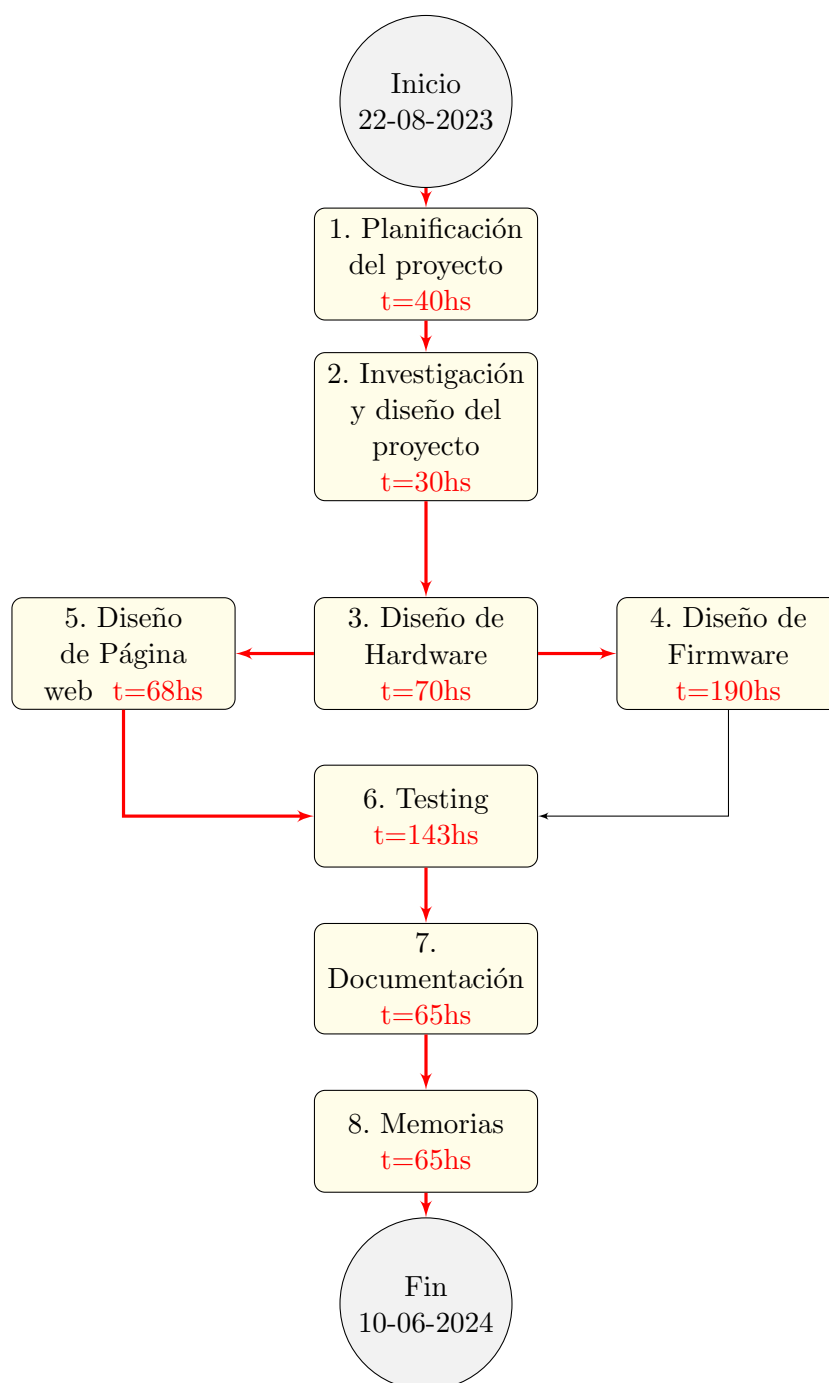 Inicio
22-08-2023
1. Planificación
del proyecto
t=40hs
2. Investigación
y diseño del
proyecto
t=30hs
5. Diseño
de Página
web t=68hs
3. Diseño de
Hardware
t=70hs
4. Diseño de
Firmware
t=190hs
6. Testing
t=143hs
7.
Documentación
t=65hs
8. Memorias
t=65hs
Fin
10-06-2024